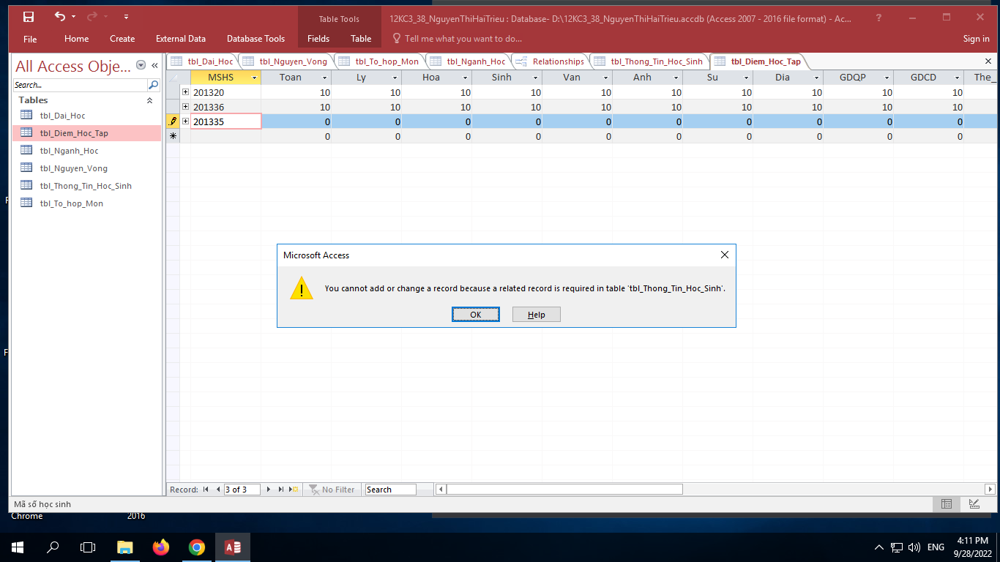 Table Tools
12KC3_38_NguyenThiHaiTrieu : Database- D:\12KC3_38_NguyenThiHaiTrieu.accdb (Access 2007 - 2016 file format) - Ac...
?
File Home Create External Data Database Tools Fields Table Tell me what you want to do... Sign in
All Access Obje...
Search...
Tables
tbl_Dai_Hoc
tbl_Diem_Hoc_Tap
tbl_Nganh_Hoc
tbl_Nguyen_Vong
tbl_Thong_Tin_Hoc_Sinh
tbl_To_hop_Mon
tbl_Dai_Hoc tbl_Nguyen_Vong tbl_To_hop_Mon tbl_Nganh_Hoc Relationships tbl_Thong_Tin_Hoc_Sinh tbl_Diem_Hoc_Tap
MSHS Toan Ly Hoa Sinh Van Anh Su Dia GDQP GDCD The_
201320 10 10 10 10 10 10 10 10 10 10
201336 10 10 10 10 10 10 10 10 10 10
201335 0 0 0 0 0 0 0 0 0 0
0 0 0 0 0 0 0 0 0 0
Microsoft Access
You cannot add or change a record because a related record is required in table 'tbl_Thong_Tin_Hoc_Sinh'.
OK Help
Record: 3 of 3 No Filter Search
Mã số học sinh
Chrome 2016
ENG
4:11 PM
9/28/2022